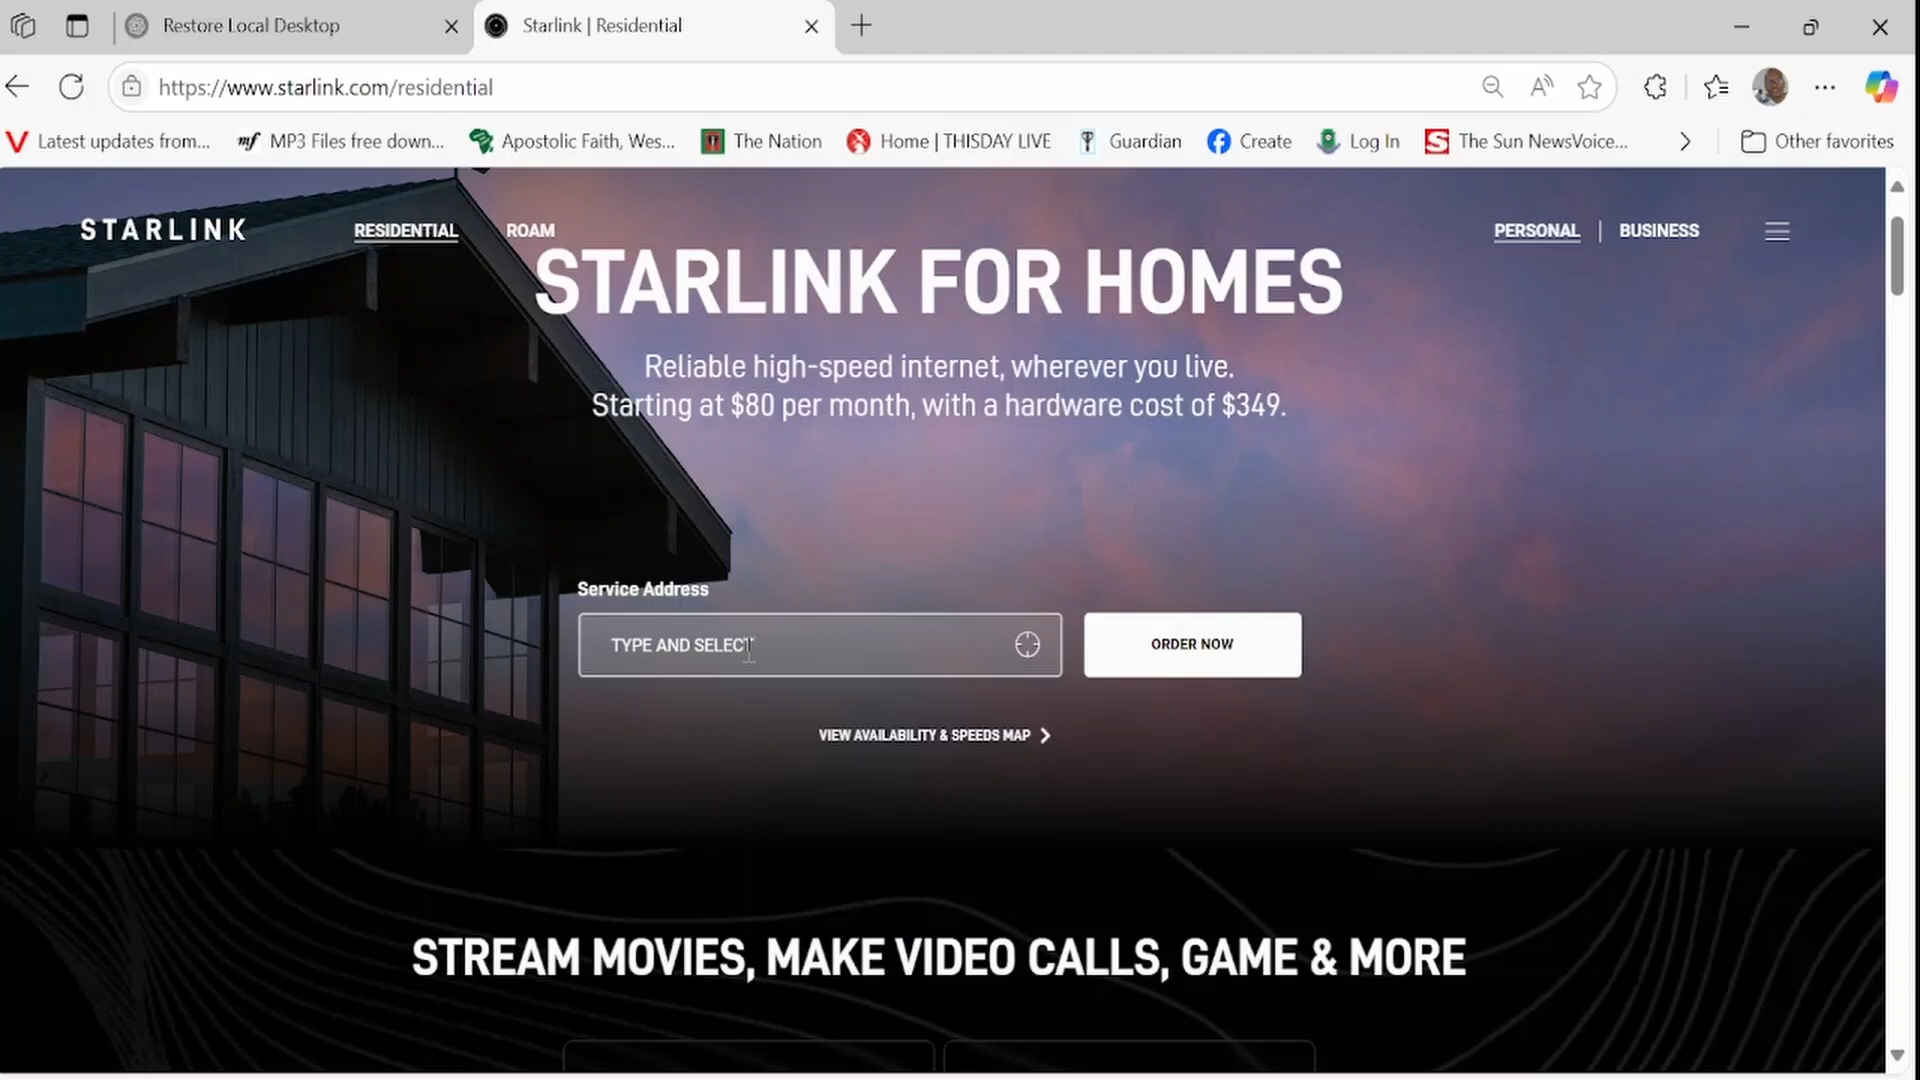 Restore Local Desktop
Starlink | Residential
https://www.starlink.com/residential
Latest updates from...
MP3 Files free down...
Apostolic Faith, Wes...
The Nation
Home | THISDAY LIVE
Guardian
Create
Log In
The Sun NewsVoice...
Other favorites
STARLINK
RESIDENTIAL
ROAM
PERSONAL | BUSINESS
STARLINK FOR HOMES
Reliable high-speed internet, wherever you live.
Starting at $80 per month, with a hardware cost of $349.
Service Address
TYPE AND SELECT
ORDER NOW
VIEW AVAILABILITY & SPEEDS MAP
STREAM MOVIES, MAKE VIDEO CALLS, GAME & MORE